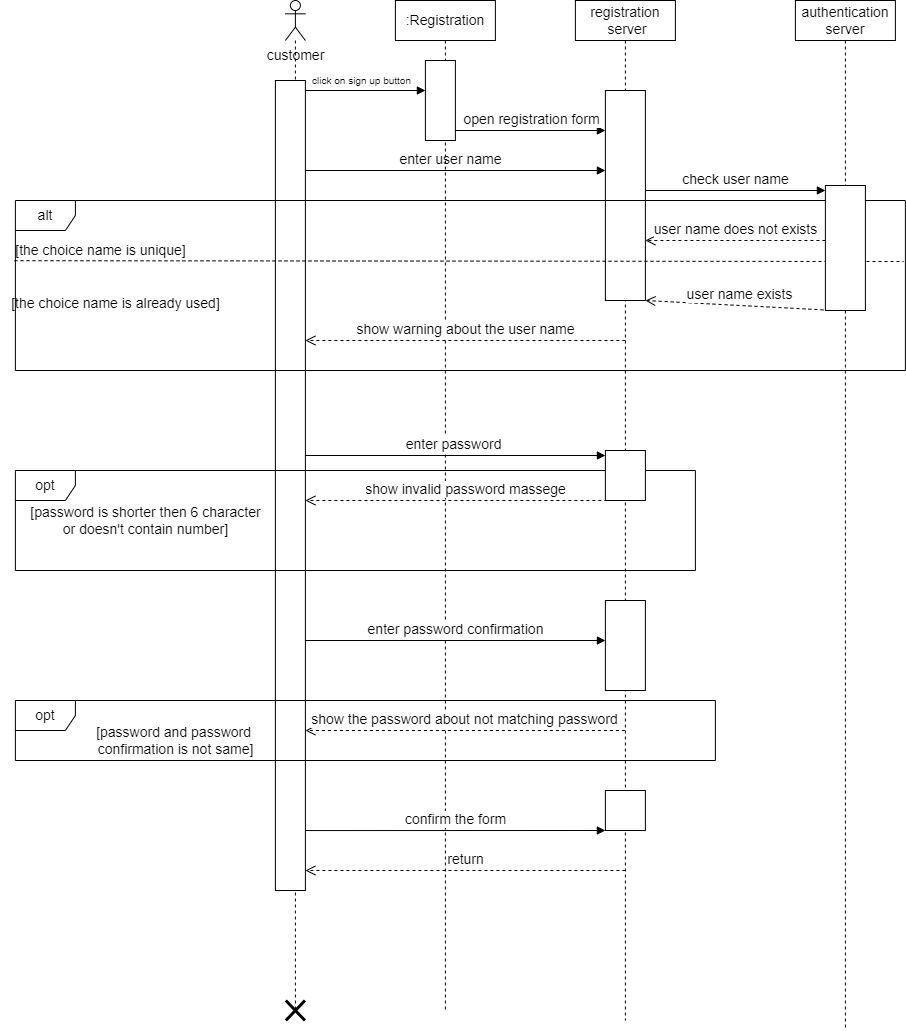 :Registration
registration
server
authentication
server
customer
click on sign up button
open registration form
enter user name
check user name
alt
user name does not exists
[the choice name is unique]
user name exists
[the choice name is already used]
show warning about the user name
enter password
opt
show invalid password massege
[password is shorter then 6 character
or doesn't contain number]
enter password confirmation
opt
show the password about not matching password
[password and password
confirmation is not same]
confirm the form
return